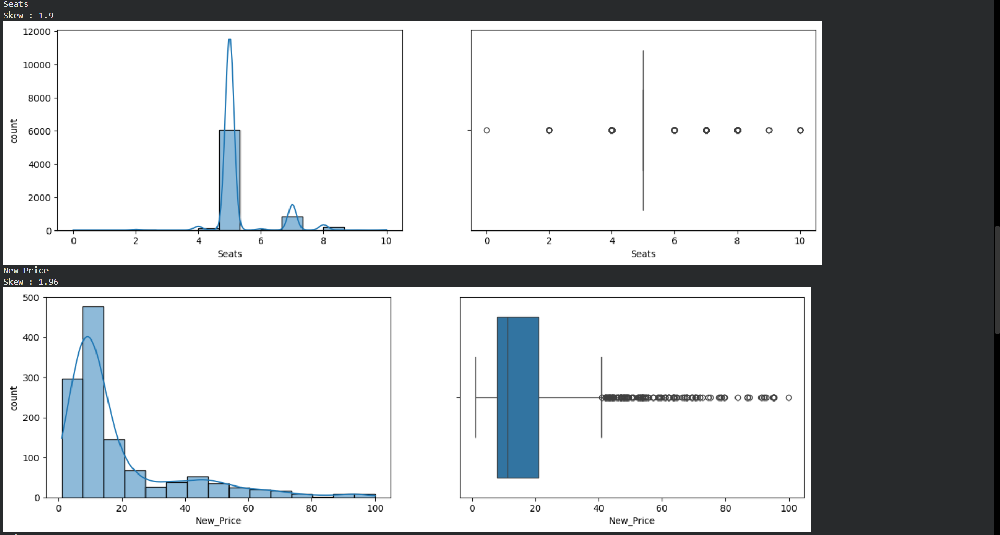 Seats
Skew : 1.9
12000
10000
8000
6000
4000
2000
0
count
0 2 4 6 8 10
Seats
0 2 4 6 8 10
Seats
New_Price
Skew : 1.96
500
400
300
200
100
0
count
0 20 40 60 80 100
New_Price
0 20 40 60 80 100
New_Price